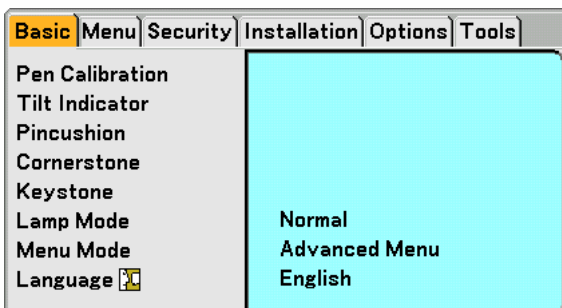 Basic Menu Security Installation Options Tools
Pen Calibration
Tilt Indicator
Pincushion
Cornerstone
Keystone
Lamp Mode Normal
Menu Mode Advanced Menu
Language English